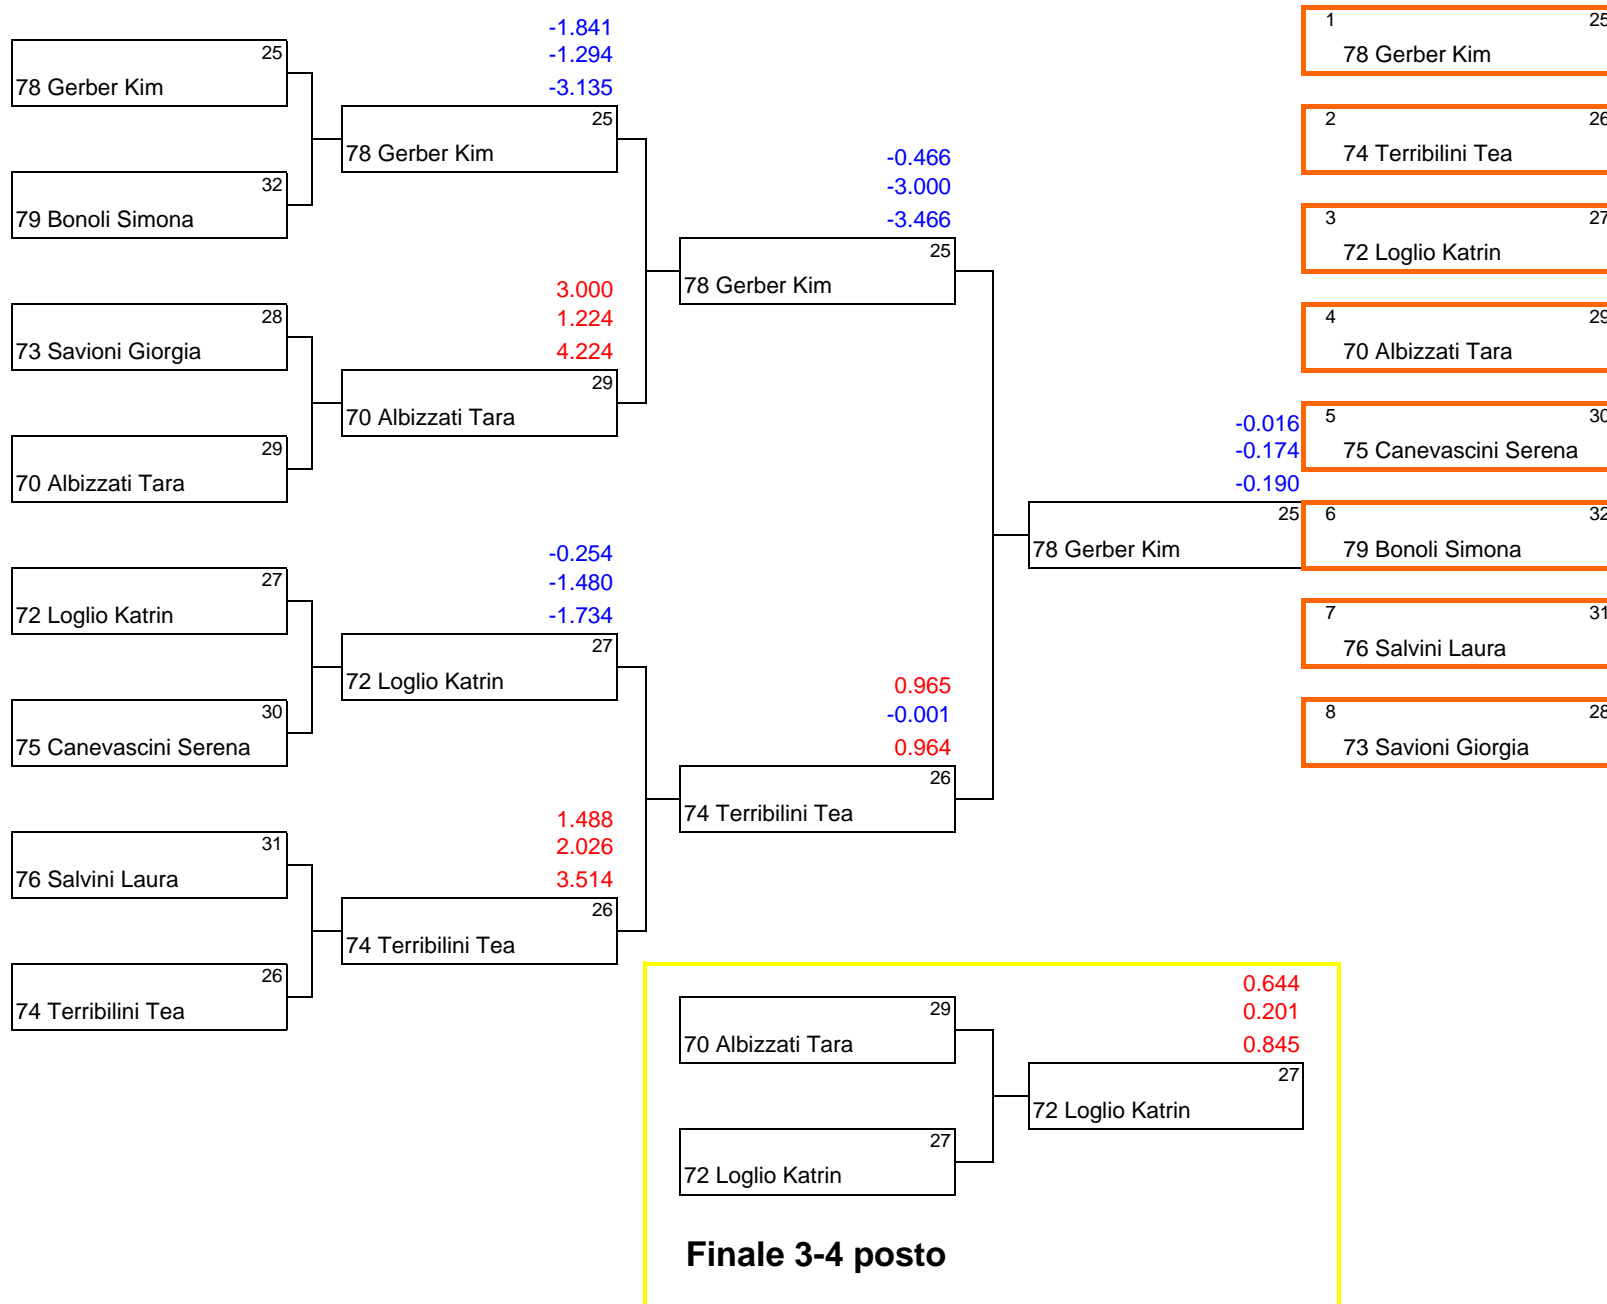 -1.841
-1.294
-3.135
25
78 Gerber Kim
25
78 Gerber Kim
32
79 Bonoli Simona
-0.466
-3.000
-3.466
25
78 Gerber Kim
3.000
1.224
4.224
28
73 Savioni Giorgia
29
70 Albizzati Tara
29
70 Albizzati Tara
-0.016
-0.174
-0.190
25
78 Gerber Kim
-0.254
-1.480
-1.734
27
72 Loglio Katrin
27
72 Loglio Katrin
30
75 Canevascini Serena
0.965
-0.001
0.964
26
74 Terribilini Tea
1.488
2.026
3.514
31
76 Salvini Laura
26
74 Terribilini Tea
26
74 Terribilini Tea
0.644
0.201
0.845
29
70 Albizzati Tara
27
72 Loglio Katrin
27
72 Loglio Katrin
Finale 3-4 posto
1 25
78 Gerber Kim
2 26
74 Terribilini Tea
3 27
72 Loglio Katrin
4 29
70 Albizzati Tara
5 30
75 Canevascini Serena
6 32
79 Bonoli Simona
7 31
76 Salvini Laura
8 28
73 Savioni Giorgia